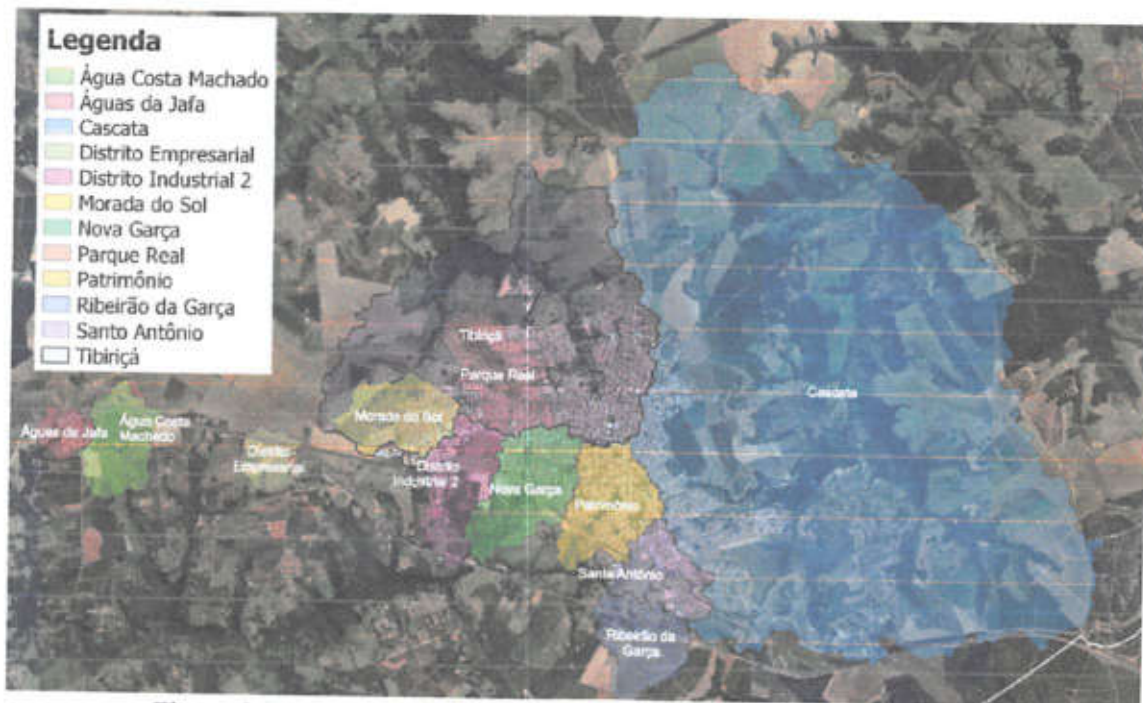 Legenda
Água Costa Machado
Águas da Jafa
Cascata
Distrito Empresarial
Distrito Industrial 2
Morada do Sol
Nova Garça
Parque Real
Patrimônio
Ribeirão da Garça
Santo Antônio
Tibiriçá
Tibiriçá
Parque Real
Cascata
Morada do Sol
Águas da Jafa
Água Costa
Machado
Distrito
Empresarial
Distrito
Industrial 2
Nova Garça
Patrimônio
Santo Antônio
Ribeirão da
Garça